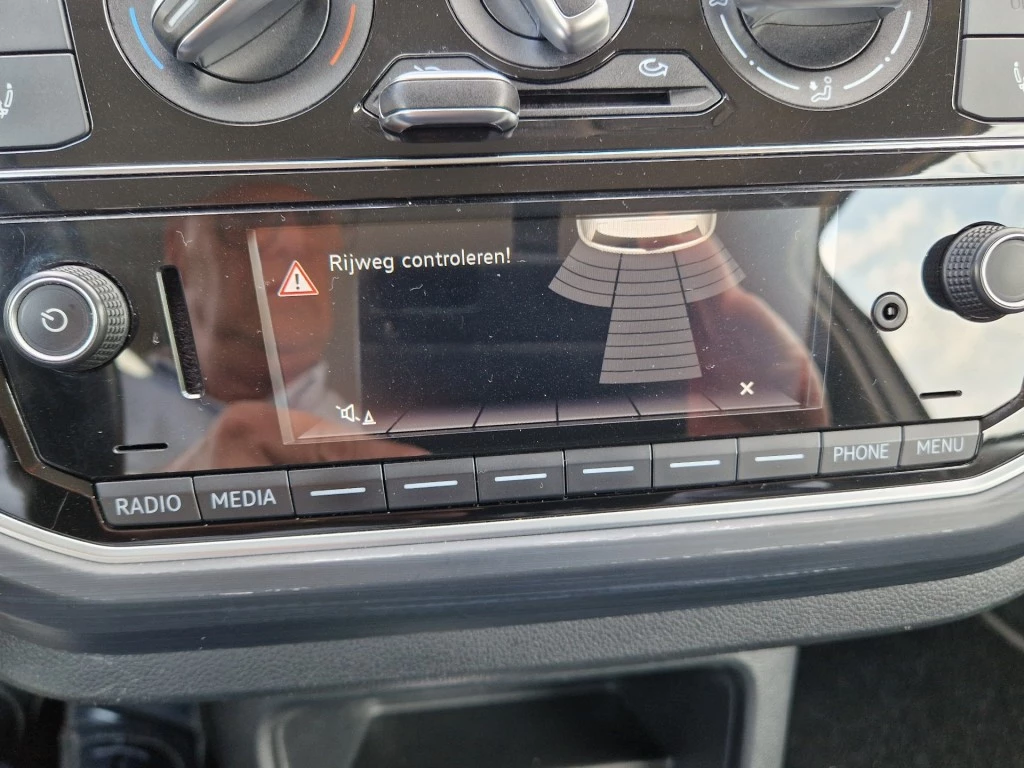 Rijweg controleren!
RADIO
MEDIA
PHONE
MENU